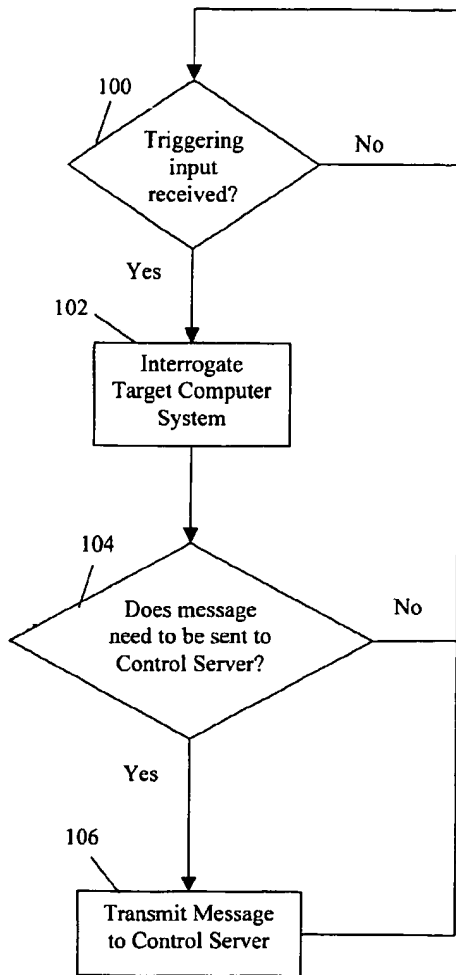 100
Triggering
input
received?
No
Yes
102
Interrogate
Target Computer
System
104
Does message
need to be sent to
Control Server?
No
Yes
106
Transmit Message
to Control Server